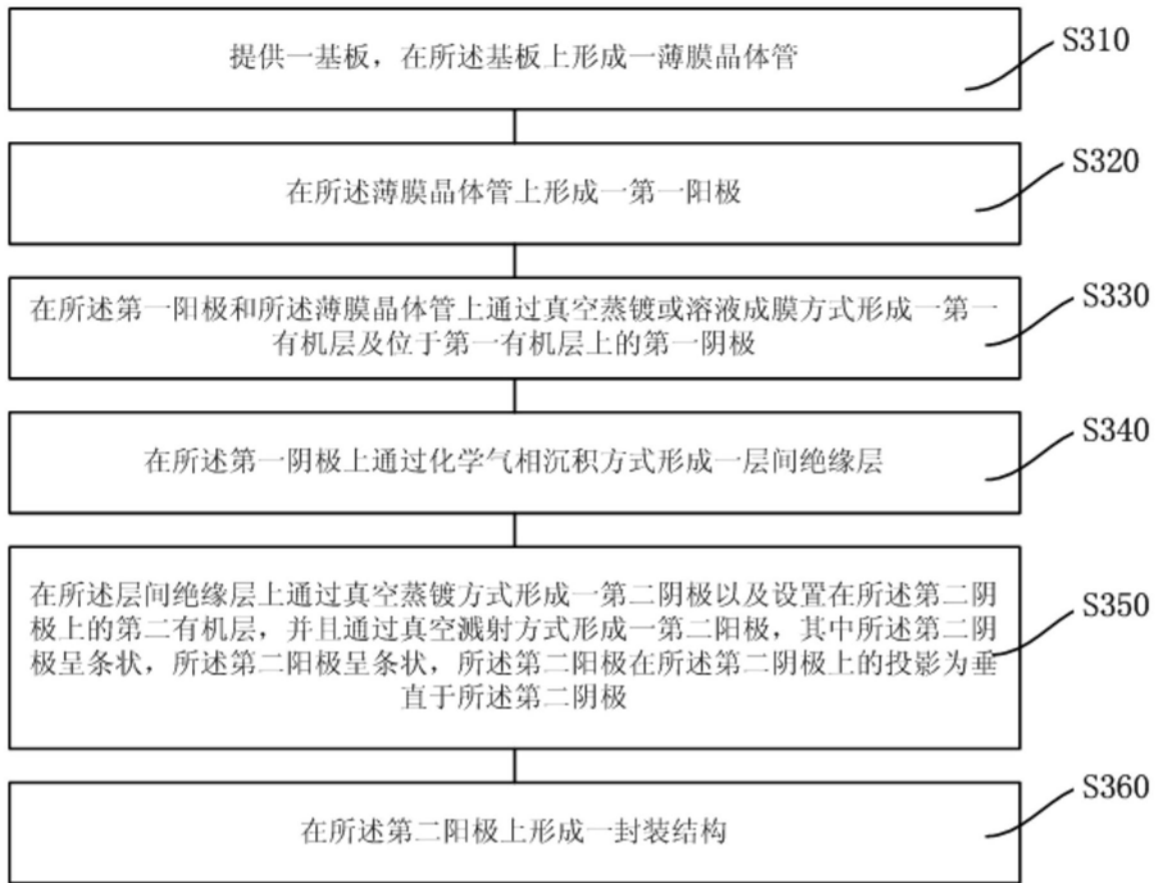 提供一基板，在所述基板上形成一薄膜晶体管
S310
在所述薄膜晶体管上形成一第一阳极
S320
在所述第一阳极和所述薄膜晶体管上通过真空蒸镀或溶液成膜方式形成一第一
有机层及位于第一有机层上的第一阴极
S330
在所述第一阴极上通过化学气相沉积方式形成一层间绝缘层
S340
在所述层间绝缘层上通过真空蒸镀方式形成一第二阴极以及设置在所述第二阴
极上的第二有机层，并且通过真空溅射方式形成一第二阳极，其中所述第二阴
极呈条状，所述第二阳极呈条状，所述第二阳极在所述第二阴极上的投影为垂
直于所述第二阴极
S350
在所述第二阳极上形成一封装结构
S360